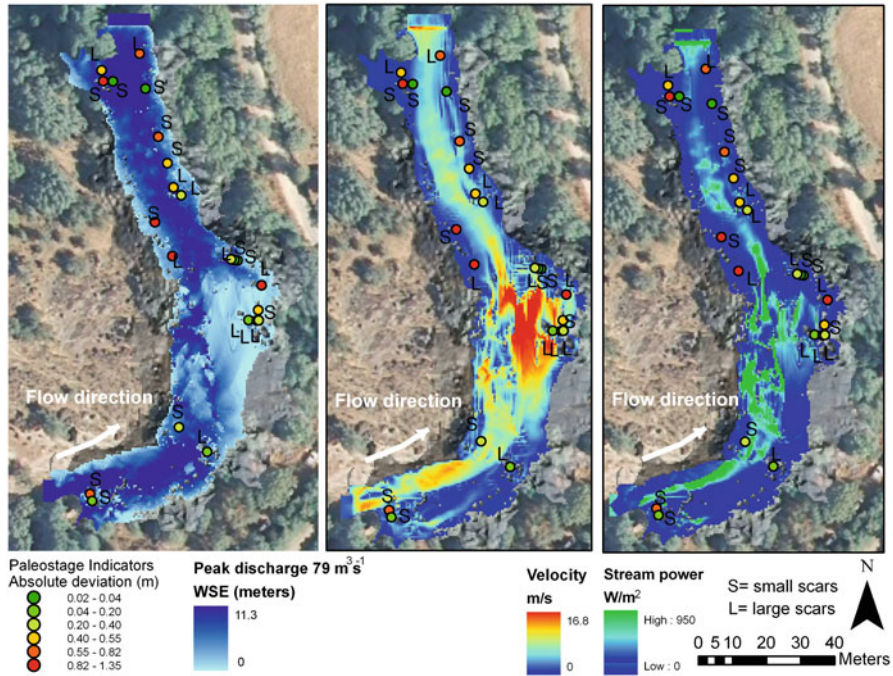 L
L
S
S
S
S
S
L
L
S
S
S
L
L
S
L
L
L
S
L
S
S
Flow direction
L
L
S
S
S
S
L
L
S
S
S
L
L
L
S
L
L
L
S
L
S
Flow direction
L
L
S
S
S
S
L
L
S
S
S
L
L
S
L
L
S
L
S
S
Flow direction
Paleostage Indicators
Absolute deviation (m)
0.02 - 0.04
0.04 - 0.20
0.20 - 0.40
0.40 - 0.55
0.55 - 0.82
0.82 - 1.35
Peak discharge 79 m³s⁻¹
WSE (meters)
11.3
0
Velocity
m/s
16.8
0
Stream power
W/m²
High : 950
Low : 0
S= small scars
L= large scars
N
0 5 10 20 30 40
Meters